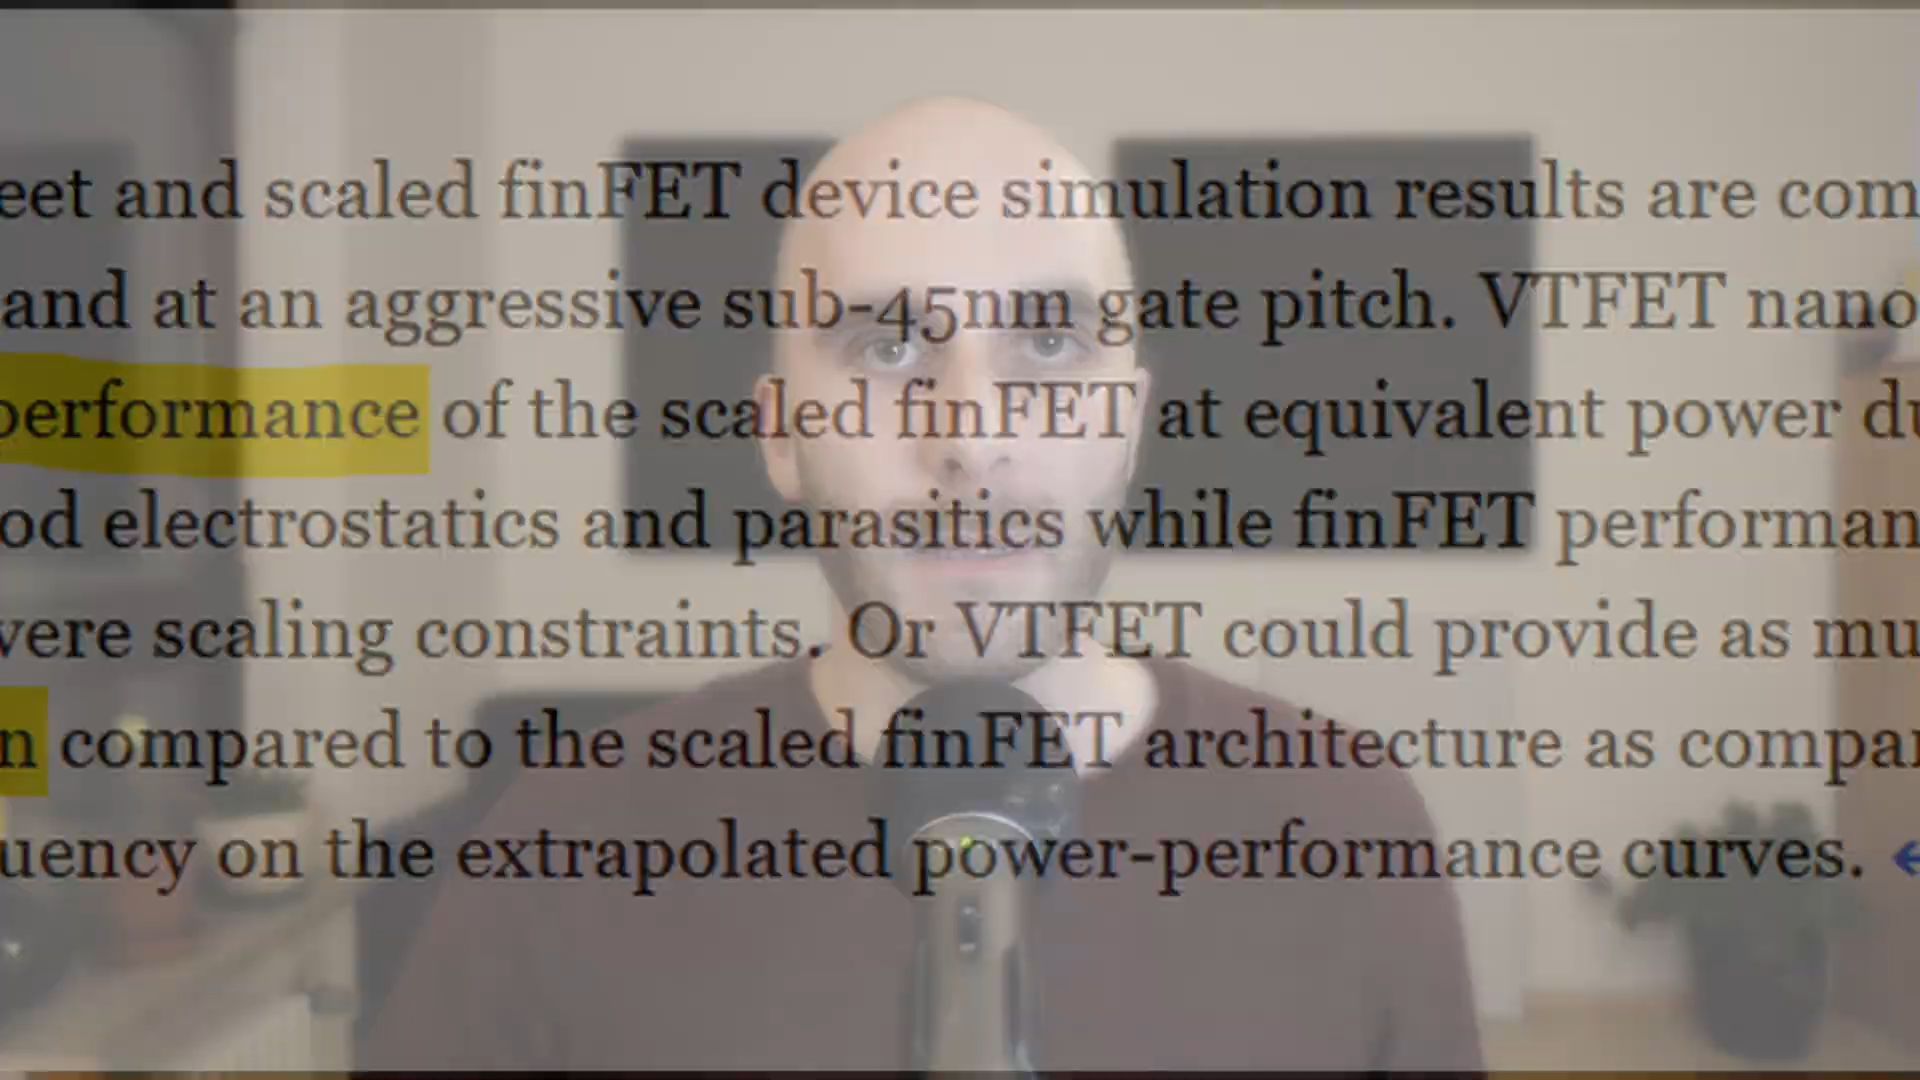 eet and scaled finFET device simulation results are com
and at an aggressive sub-45nm gate pitch. VTFET nano
performance of the scaled finFET at equivalent power du
od electrostatics and parasitics while finFET performan
vere scaling constraints. Or VTFET could provide as mu
n compared to the scaled finFET architecture as compar
uency on the extrapolated power-performance curves. ←